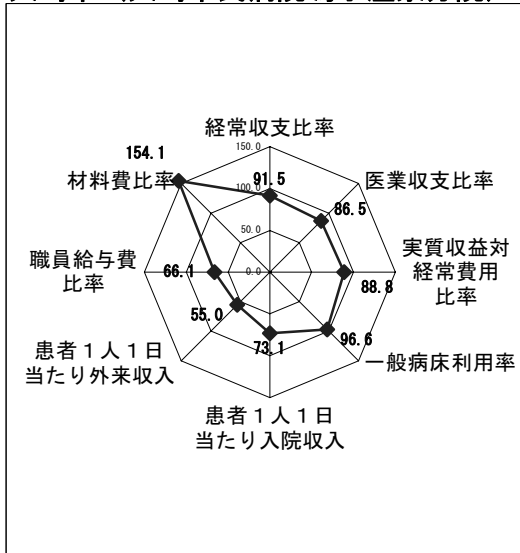 経常収支比率
150.0
154.1
材料費比率
91.5
100.0
医業収支比率
86.5
50.0
職員給与費
比率
66.1
0.0
実質収益対
経常費用
比率
88.8
55.0
96.6
患者１人１日
当たり外来収入
73.1
一般病床利用率
患者１人１日
当たり入院収入